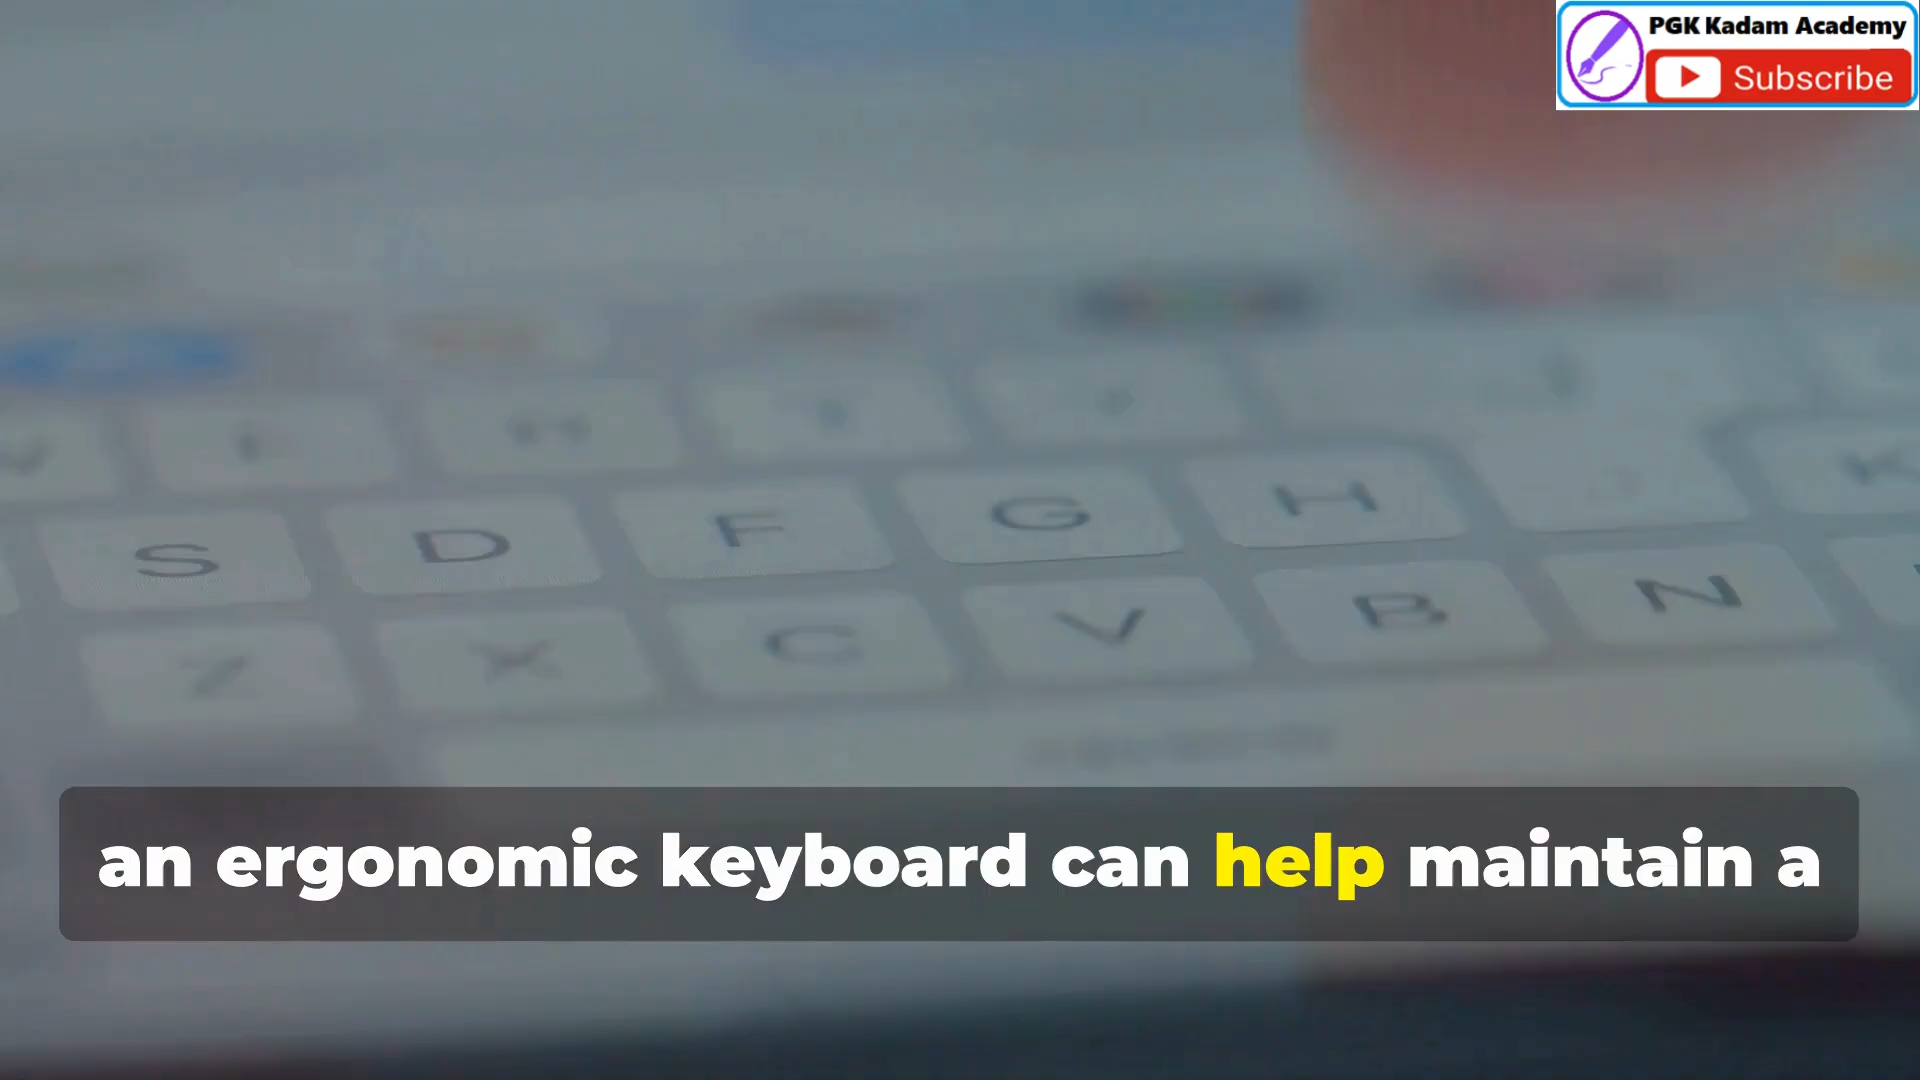 PGK Kadam Academy
Subscribe
K
S D F G H
X C V B N
an ergonomic keyboard can help maintain a